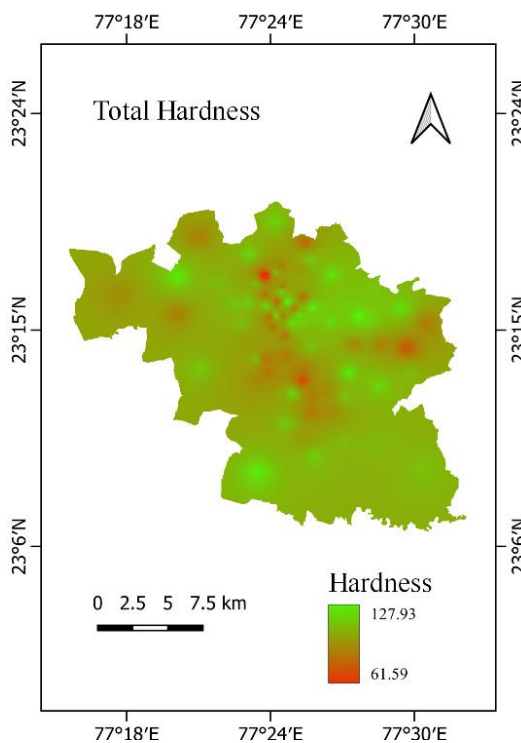 77°18′E 77°24′E 77°30′E
23°24′N 23°24′N
Total Hardness
23°15′N 23°15′N
23°6′N 23°6′N
Hardness
0 2.5 5 7.5 km
127.93
61.59
77°18′E 77°24′E 77°30′E